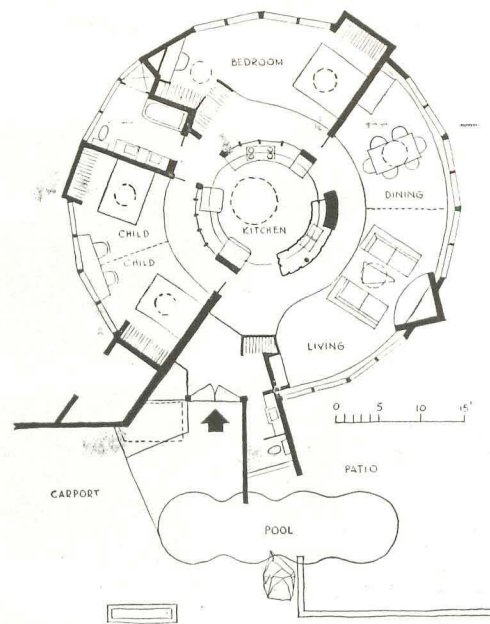 BEDROOM
DINING
KITCHEN
CHILD
CHILD
LIVING
0 5 10 15'
PATIO
CARPORT
POOL